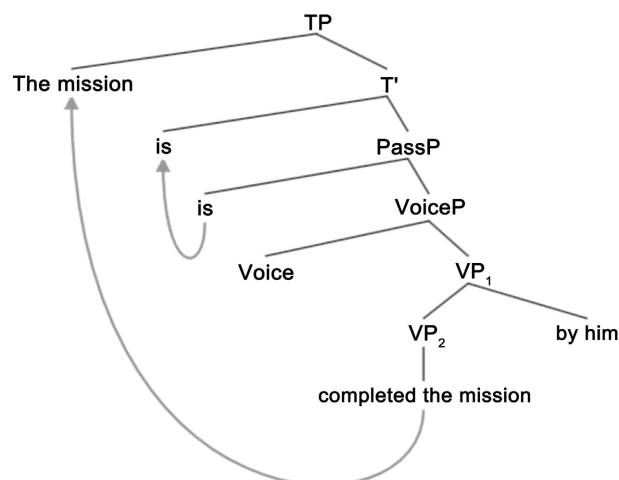 TP
The mission T'
is PassP
is VoiceP
Voice VP₁
VP₂ by him
completed the mission